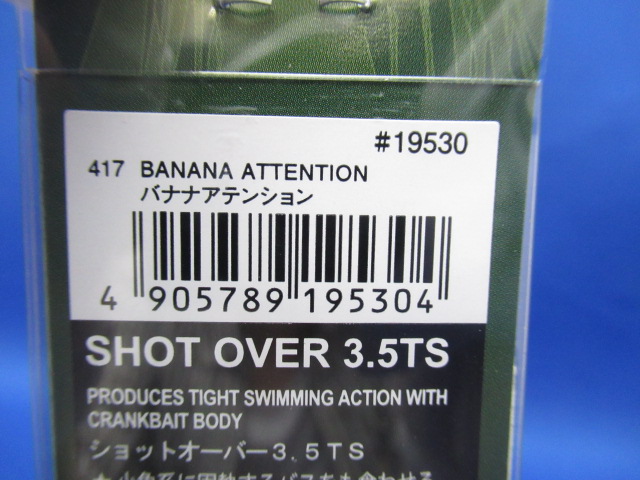 #19530
417 BANANA ATTENTION
バナナアテンション
4 905789 195304
SHOT OVER 3.5TS
PRODUCES TIGHT SWIMMING ACTION WITH
CRANKBAIT BODY
ショットオーバー3.5TS